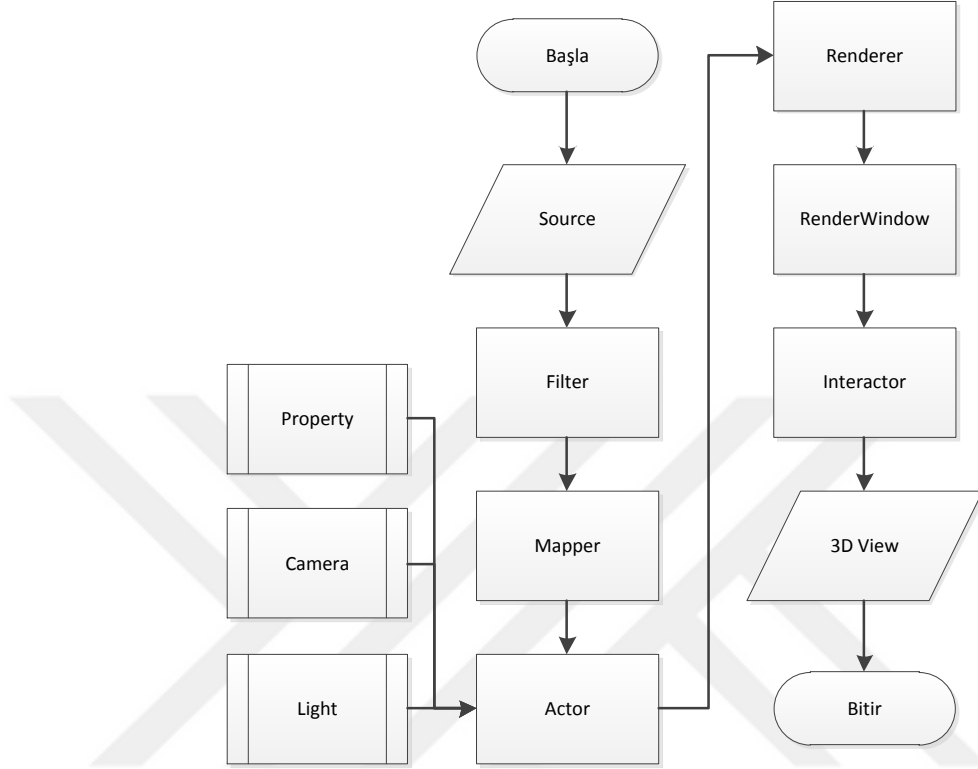 Başla
Source
Filter
Property
Mapper
Camera
Light
Actor
Renderer
RenderWindow
Interactor
3D View
Bitir